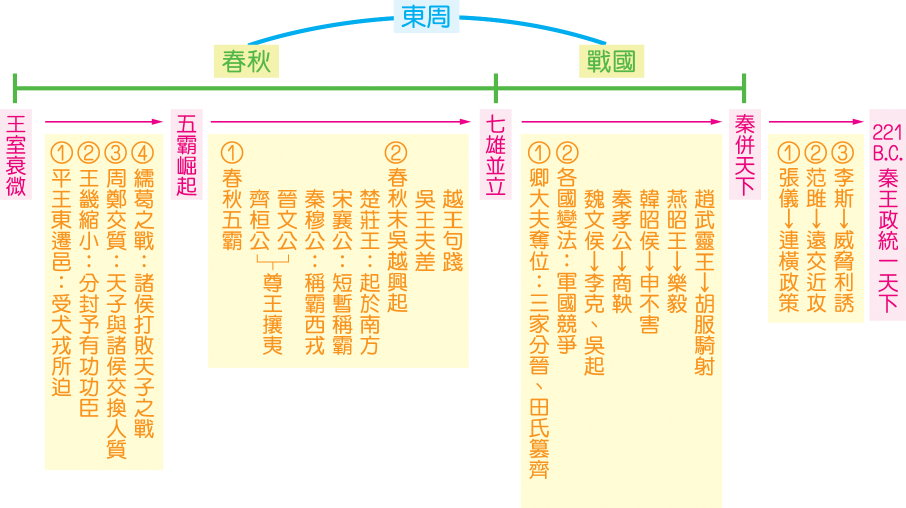 東周
春秋
戰國
王室衰微
①平王東遷邑：受犬戎所迫
②王畿縮小：分封予有功功臣
③周鄭交質：天子與諸侯交換人質
④繻葛之戰：諸侯打敗天子之戰
五霸崛起
①春秋五霸
齊桓公
晉文公
尊王攘夷
秦穆公：稱霸西戎
宋襄公：短暫稱霸
楚莊王：起於南方
②春秋末吳越興起
吳王夫差
越王句踐
七雄並立
①卿大夫奪位：三家分晉、田氏篡齊
②各國變法：軍國競爭
魏文侯→李克、吳起
秦孝公→商鞅
韓昭侯→申不害
燕昭王→樂毅
趙武靈王→胡服騎射
秦併天下
①張儀→連橫政策
②范雎→遠交近攻
③李斯→威脅利誘
221
B.C.
秦王政統一天下